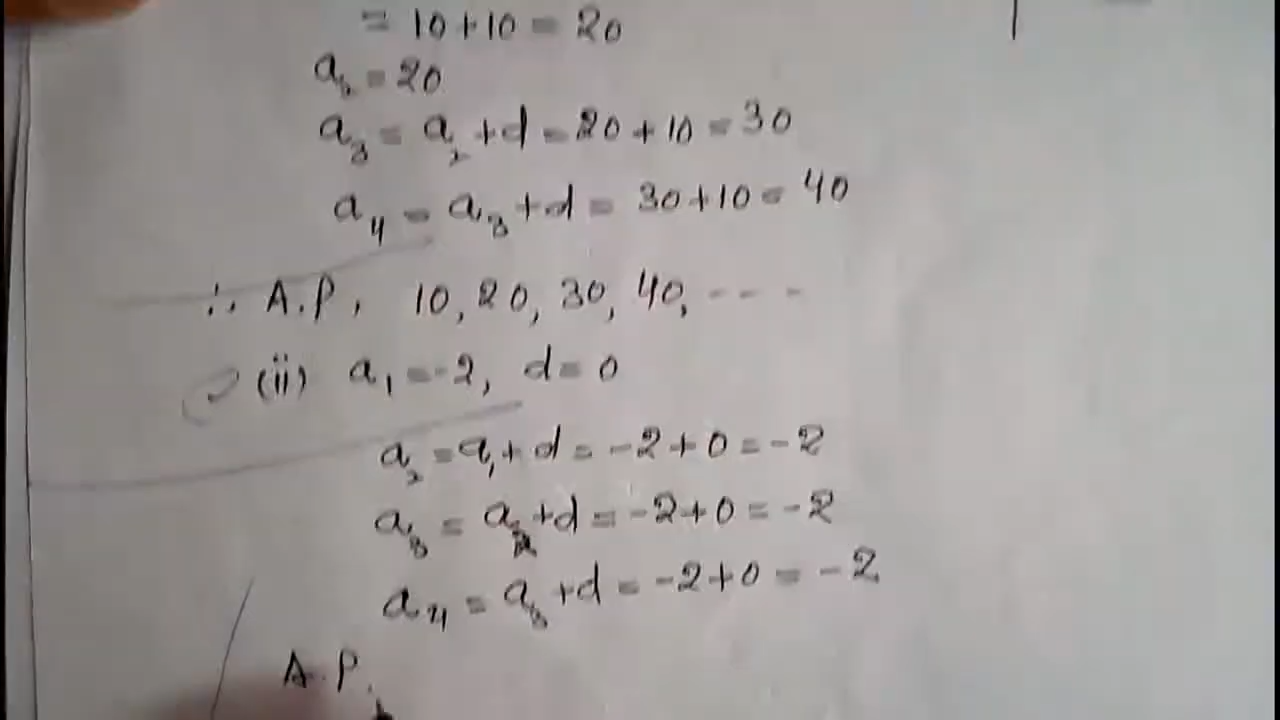 = 10+10 = 20
a₂ = 20
a₃ = a₂ + d = 20 + 10 = 30
a₄ = a₃ + d = 30 + 10 = 40
∴ A.P, 10, 20, 30, 40, - - -
(ii) a₁ = -2, d = 0
a₂ = a₁ + d = -2 + 0 = -2
a₃ = a₂ + d = -2 + 0 = -2
a₄ = a₃ + d = -2 + 0 = -2
A.P.